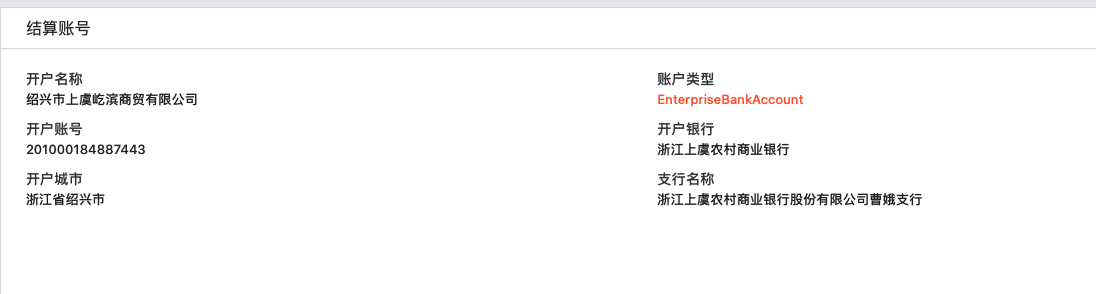 结算账号
开户名称
绍兴市上虞屹滨商贸有限公司
账户类型
EnterpriseBankAccount
开户账号
201000184887443
开户银行
浙江上虞农村商业银行
开户城市
浙江省绍兴市
支行名称
浙江上虞农村商业银行股份有限公司曹娥支行